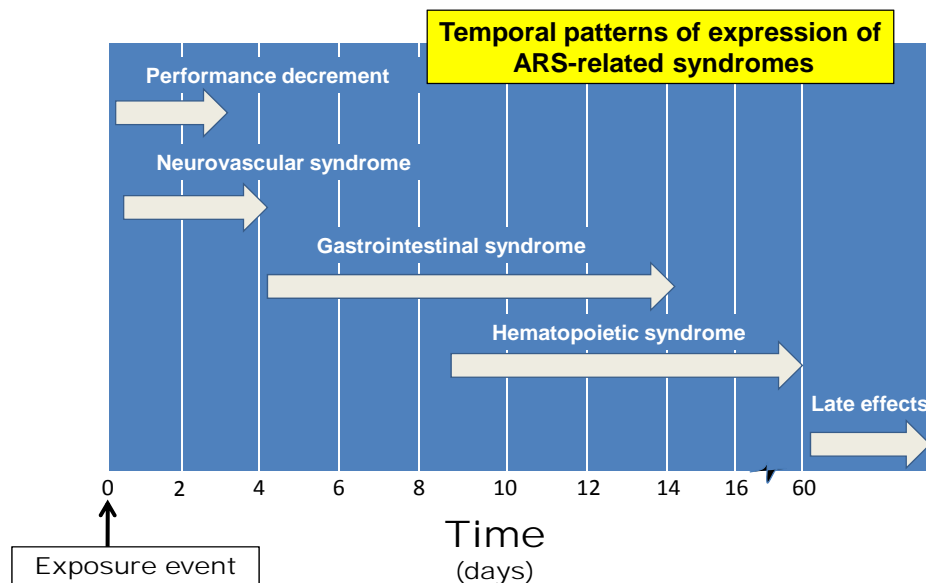 Temporal patterns of expression of
ARS-related syndromes
Performance decrement
Neurovascular syndrome
Gastrointestinal syndrome
Hematopoietic syndrome
Late effects
0 2 4 6 8 10 12 14 16 60
Time
(days)
Exposure event